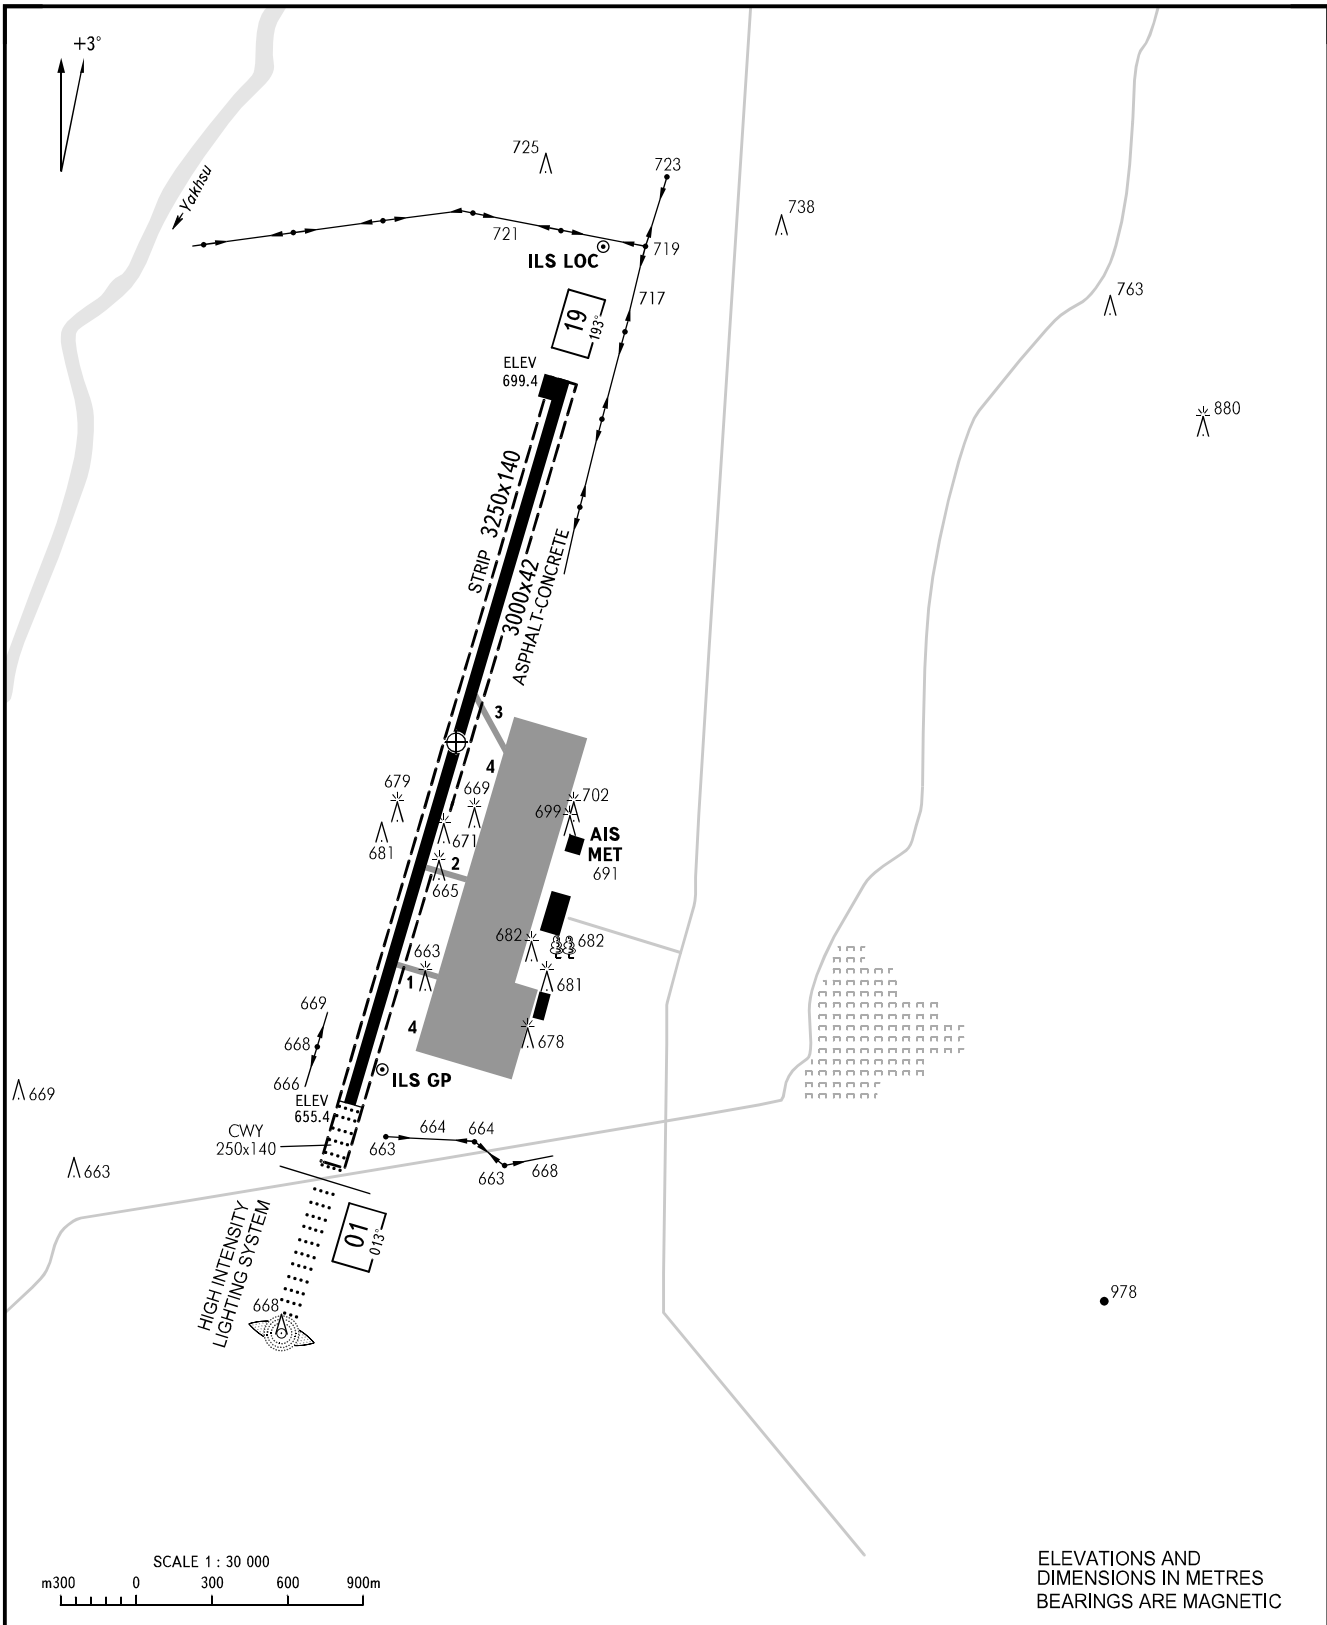 +3°
Yakhsu
725
723
738
721
719
ILS LOC
717
763
19
193°
ELEV
699.4
880
STRIP 3250x140
3000x42
ASPHALT-CONCRETE
3
4
679
669
702
699
671
681
AIS
MET
691
2
665
682
682
663
681
1
669
4
668
678
666
ILS GP
669
ELEV
655.4
CWY
250x140
664
664
663
663
668
663
HIGH INTENSITY
LIGHTING SYSTEM
01
013°
668
978
SCALE 1 : 30 000
m300 0 300 600 900m
ELEVATIONS AND
DIMENSIONS IN METRES
BEARINGS ARE MAGNETIC